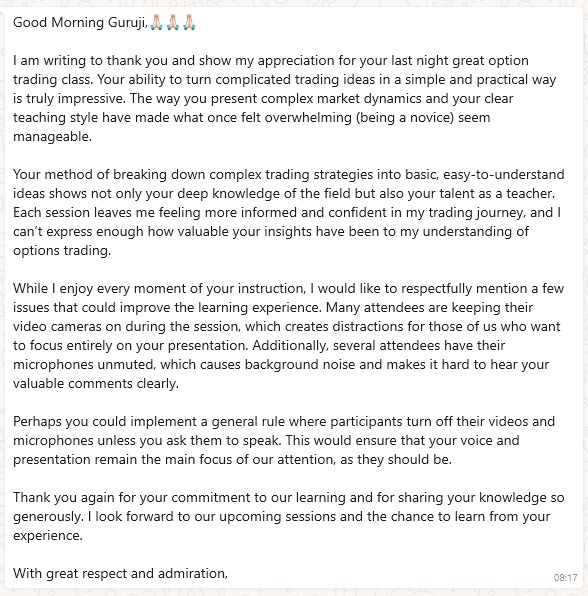 Good Morning Guruji,🙏🏻🙏🏻🙏🏻
I am writing to thank you and show my appreciation for your last night great option
trading class. Your ability to turn complicated trading ideas in a simple and practical way
is truly impressive. The way you present complex market dynamics and your clear
teaching style have made what once felt overwhelming (being a novice) seem
manageable.
Your method of breaking down complex trading strategies into basic, easy-to-understand
ideas shows not only your deep knowledge of the field but also your talent as a teacher.
Each session leaves me feeling more informed and confident in my trading journey, and I
can’t express enough how valuable your insights have been to my understanding of
options trading.
While I enjoy every moment of your instruction, I would like to respectfully mention a few
issues that could improve the learning experience. Many attendees are keeping their
video cameras on during the session, which creates distractions for those of us who want
to focus entirely on your presentation. Additionally, several attendees have their
microphones unmuted, which causes background noise and makes it hard to hear your
valuable comments clearly.
Perhaps you could implement a general rule where participants turn off their videos and
microphones unless you ask them to speak. This would ensure that your voice and
presentation remain the main focus of our attention, as they should be.
Thank you again for your commitment to our learning and for sharing your knowledge so
generously. I look forward to our upcoming sessions and the chance to learn from your
experience.
With great respect and admiration,
08:17